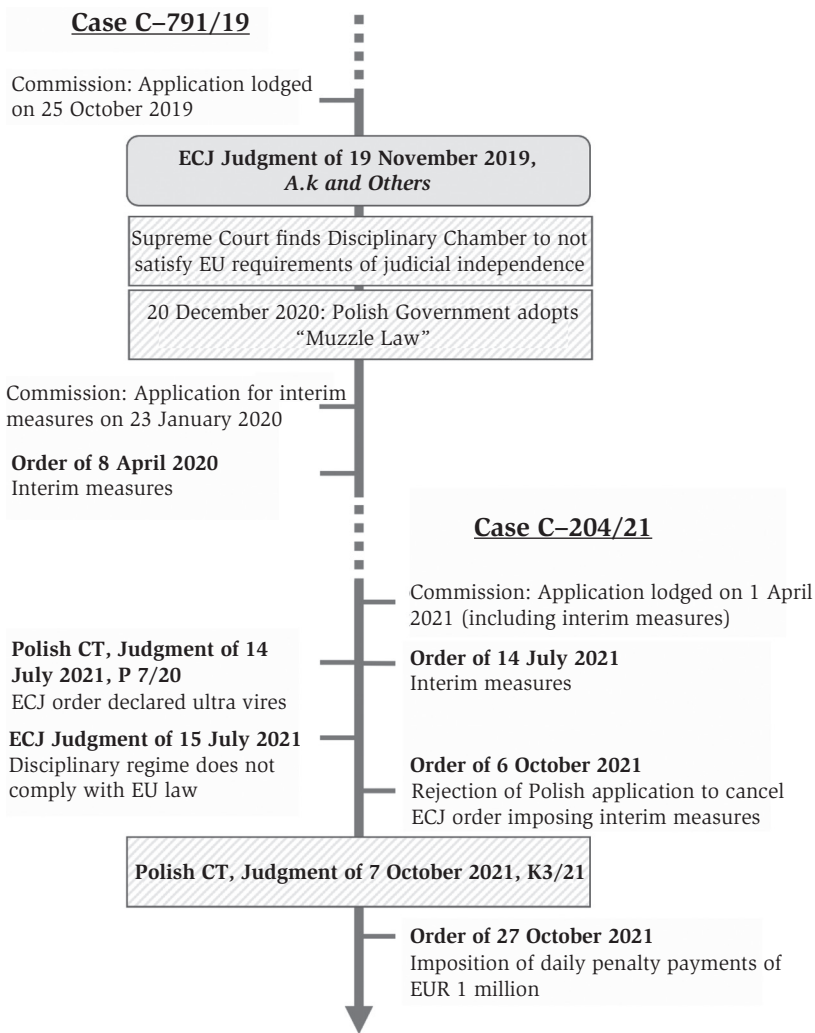 Case C–791/19
Commission: Application lodged
on 25 October 2019
ECJ Judgment of 19 November 2019,
A.k and Others
Supreme Court finds Disciplinary Chamber to not
satisfy EU requirements of judicial independence
20 December 2020: Polish Government adopts
“Muzzle Law”
Commission: Application for interim
measures on 23 January 2020
Order of 8 April 2020
Interim measures
Case C–204/21
Commission: Application lodged on 1 April
2021 (including interim measures)
Polish CT, Judgment of 14
July 2021, P 7/20
ECJ order declared ultra vires
Order of 14 July 2021
Interim measures
ECJ Judgment of 15 July 2021
Disciplinary regime does not
comply with EU law
Order of 6 October 2021
Rejection of Polish application to cancel
ECJ order imposing interim measures
Polish CT, Judgment of 7 October 2021, K3/21
Order of 27 October 2021
Imposition of daily penalty payments of
EUR 1 million